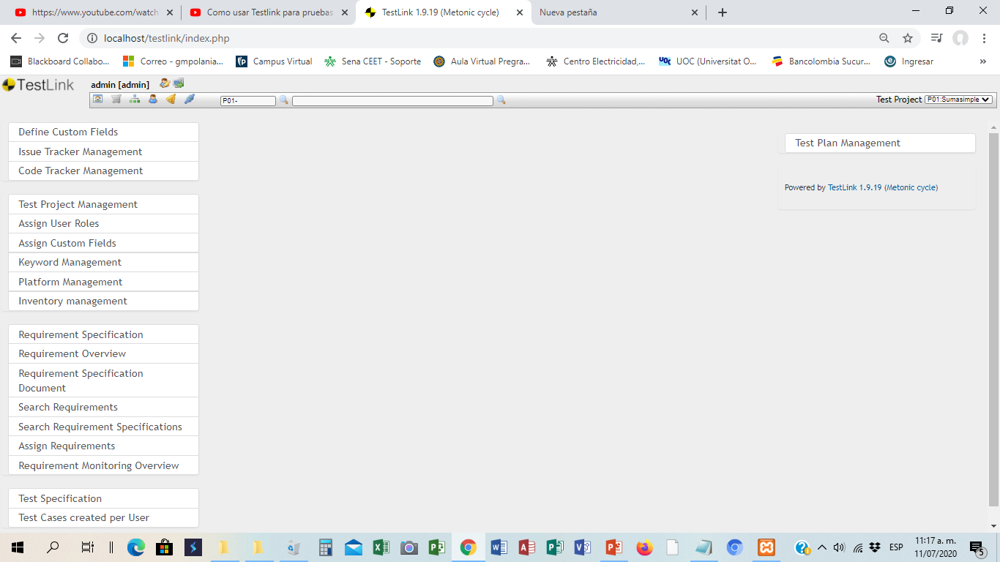 https://www.youtube.com/watch
Como usar Testlink para pruebas
TestLink 1.9.19 (Metonic cycle)
Nueva pestaña
localhost/testlink/index.php
Blackboard Collabo...
Correo - gmpolania...
Campus Virtual
Sena CEET - Soporte
Aula Virtual Pregra...
Centro Electricidad,...
UOC (Universitat O...
Bancolombia Sucur...
Ingresar
»
TestLink
admin [admin]
P01-
Test Project
P01:Sumasimple
Define Custom Fields
Issue Tracker Management
Code Tracker Management
Test Project Management
Assign User Roles
Assign Custom Fields
Keyword Management
Platform Management
Inventory management
Requirement Specification
Requirement Overview
Requirement Specification
Document
Search Requirements
Search Requirement Specifications
Assign Requirements
Requirement Monitoring Overview
Test Specification
Test Cases created per User
Test Plan Management
Powered by TestLink 1.9.19 (Metonic cycle)
ESP
11:17 a. m.
11/07/2020
5